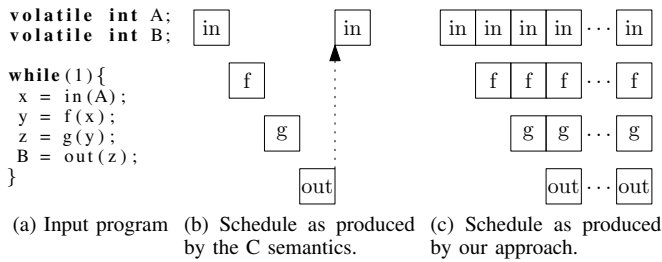 volatile int A;
volatile int B;
while(1){
x = in(A);
y = f(x);
z = g(y);
B = out(z);
}
(a) Input program
in in
f
g
out
(b) Schedule as produced
by the C semantics.
in in in in ··· in
f f f ··· f
g g ··· g
out ··· out
(c) Schedule as produced
by our approach.